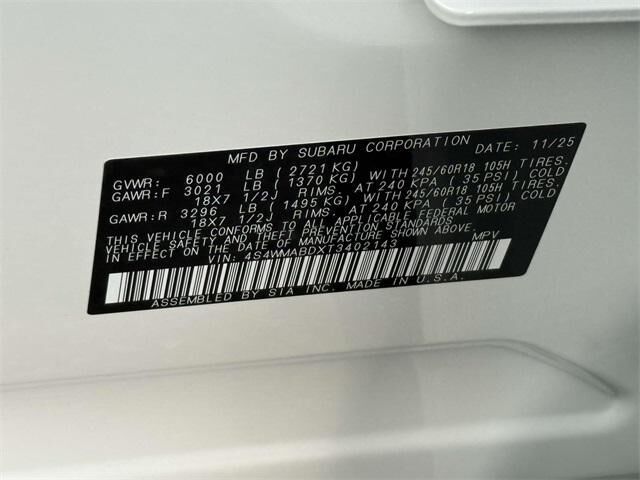 MFD BY SUBARU CORPORATION DATE: 11/25
GVWR: 6000 LB (2721 KG)
GAWR:F 3021 LB (1370 KG) WITH 245/60R18 105H TIRES.
18X7 1/2J RIMS. AT 240 KPA (35 PSI) COLD
GAWR:R 3296 LB (1495 KG) WITH 245/60R18 105H TIRES.
18X7 1/2J RIMS. AT 240 KPA (35 PSI) COLD
THIS VEHICLE CONFORMS TO ALL APPLICABLE FEDERAL MOTOR
VEHICLE SAFETY, BUMPER, AND THEFT PREVENTION STANDARDS
IN EFFECT ON THE DATE OF MANUFACTURE SHOWN ABOVE.
VIN: 4S4WMABDXT3402143 MPV
ASSEMBLED BY SIA INC. MADE IN U.S.A.